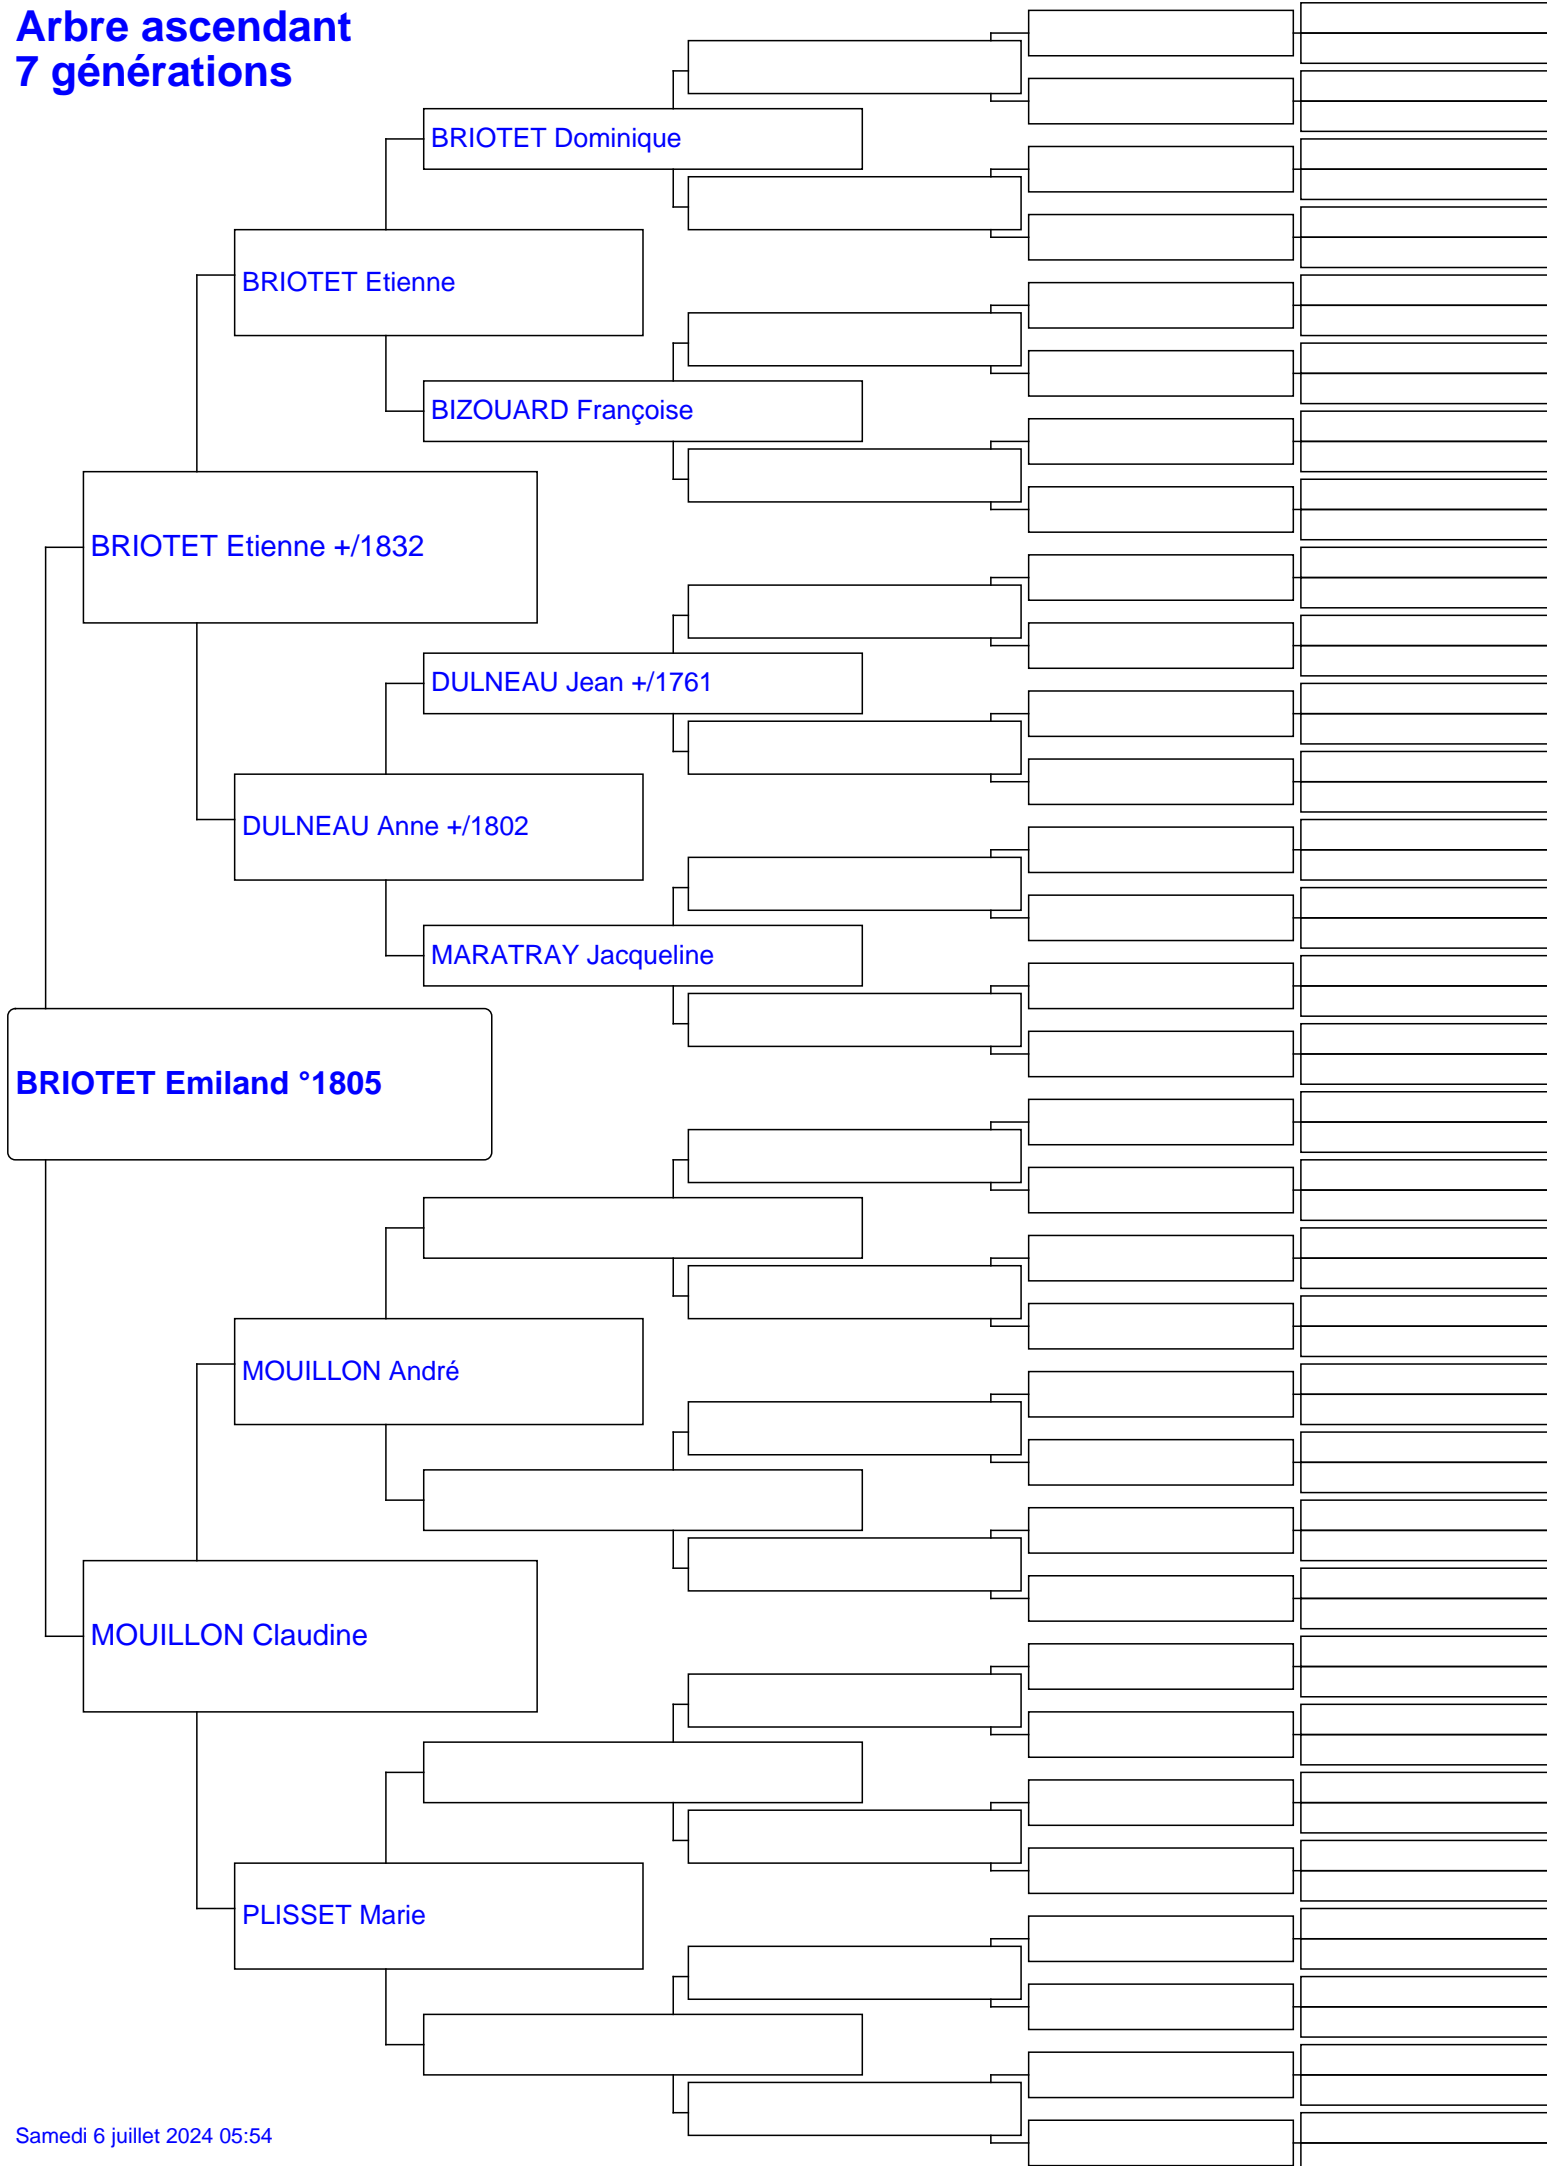 Arbre ascendant
7 générations
BRIOTET Dominique
BRIOTET Etienne
BIZOUARD Françoise
BRIOTET Etienne +/1832
DULNEAU Jean +/1761
DULNEAU Anne +/1802
MARATRAY Jacqueline
BRIOTET Emiland °1805
MOUILLON André
MOUILLON Claudine
PLISSET Marie
Samedi 6 juillet 2024 05:54